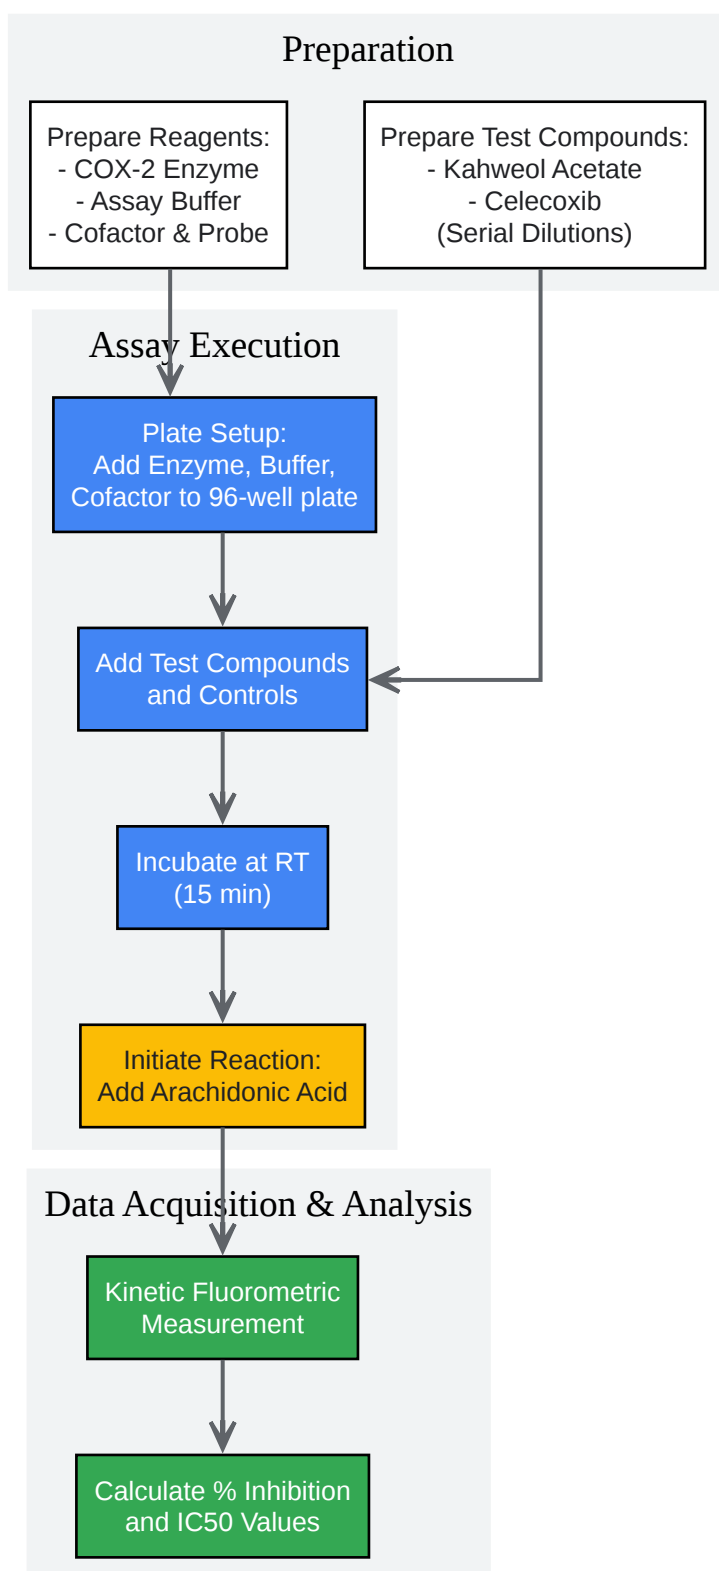 Preparation
Prepare Reagents:
- COX-2 Enzyme
- Assay Buffer
- Cofactor & Probe
Prepare Test Compounds:
- Kahweol Acetate
- Celecoxib
(Serial Dilutions)
Assay Execution
Plate Setup:
Add Enzyme, Buffer,
Cofactor to 96-well plate
Add Test Compounds
and Controls
Incubate at RT
(15 min)
Initiate Reaction:
Add Arachidonic Acid
Data Acquisition & Analysis
Kinetic Fluorometric
Measurement
Calculate % Inhibition
and IC50 Values